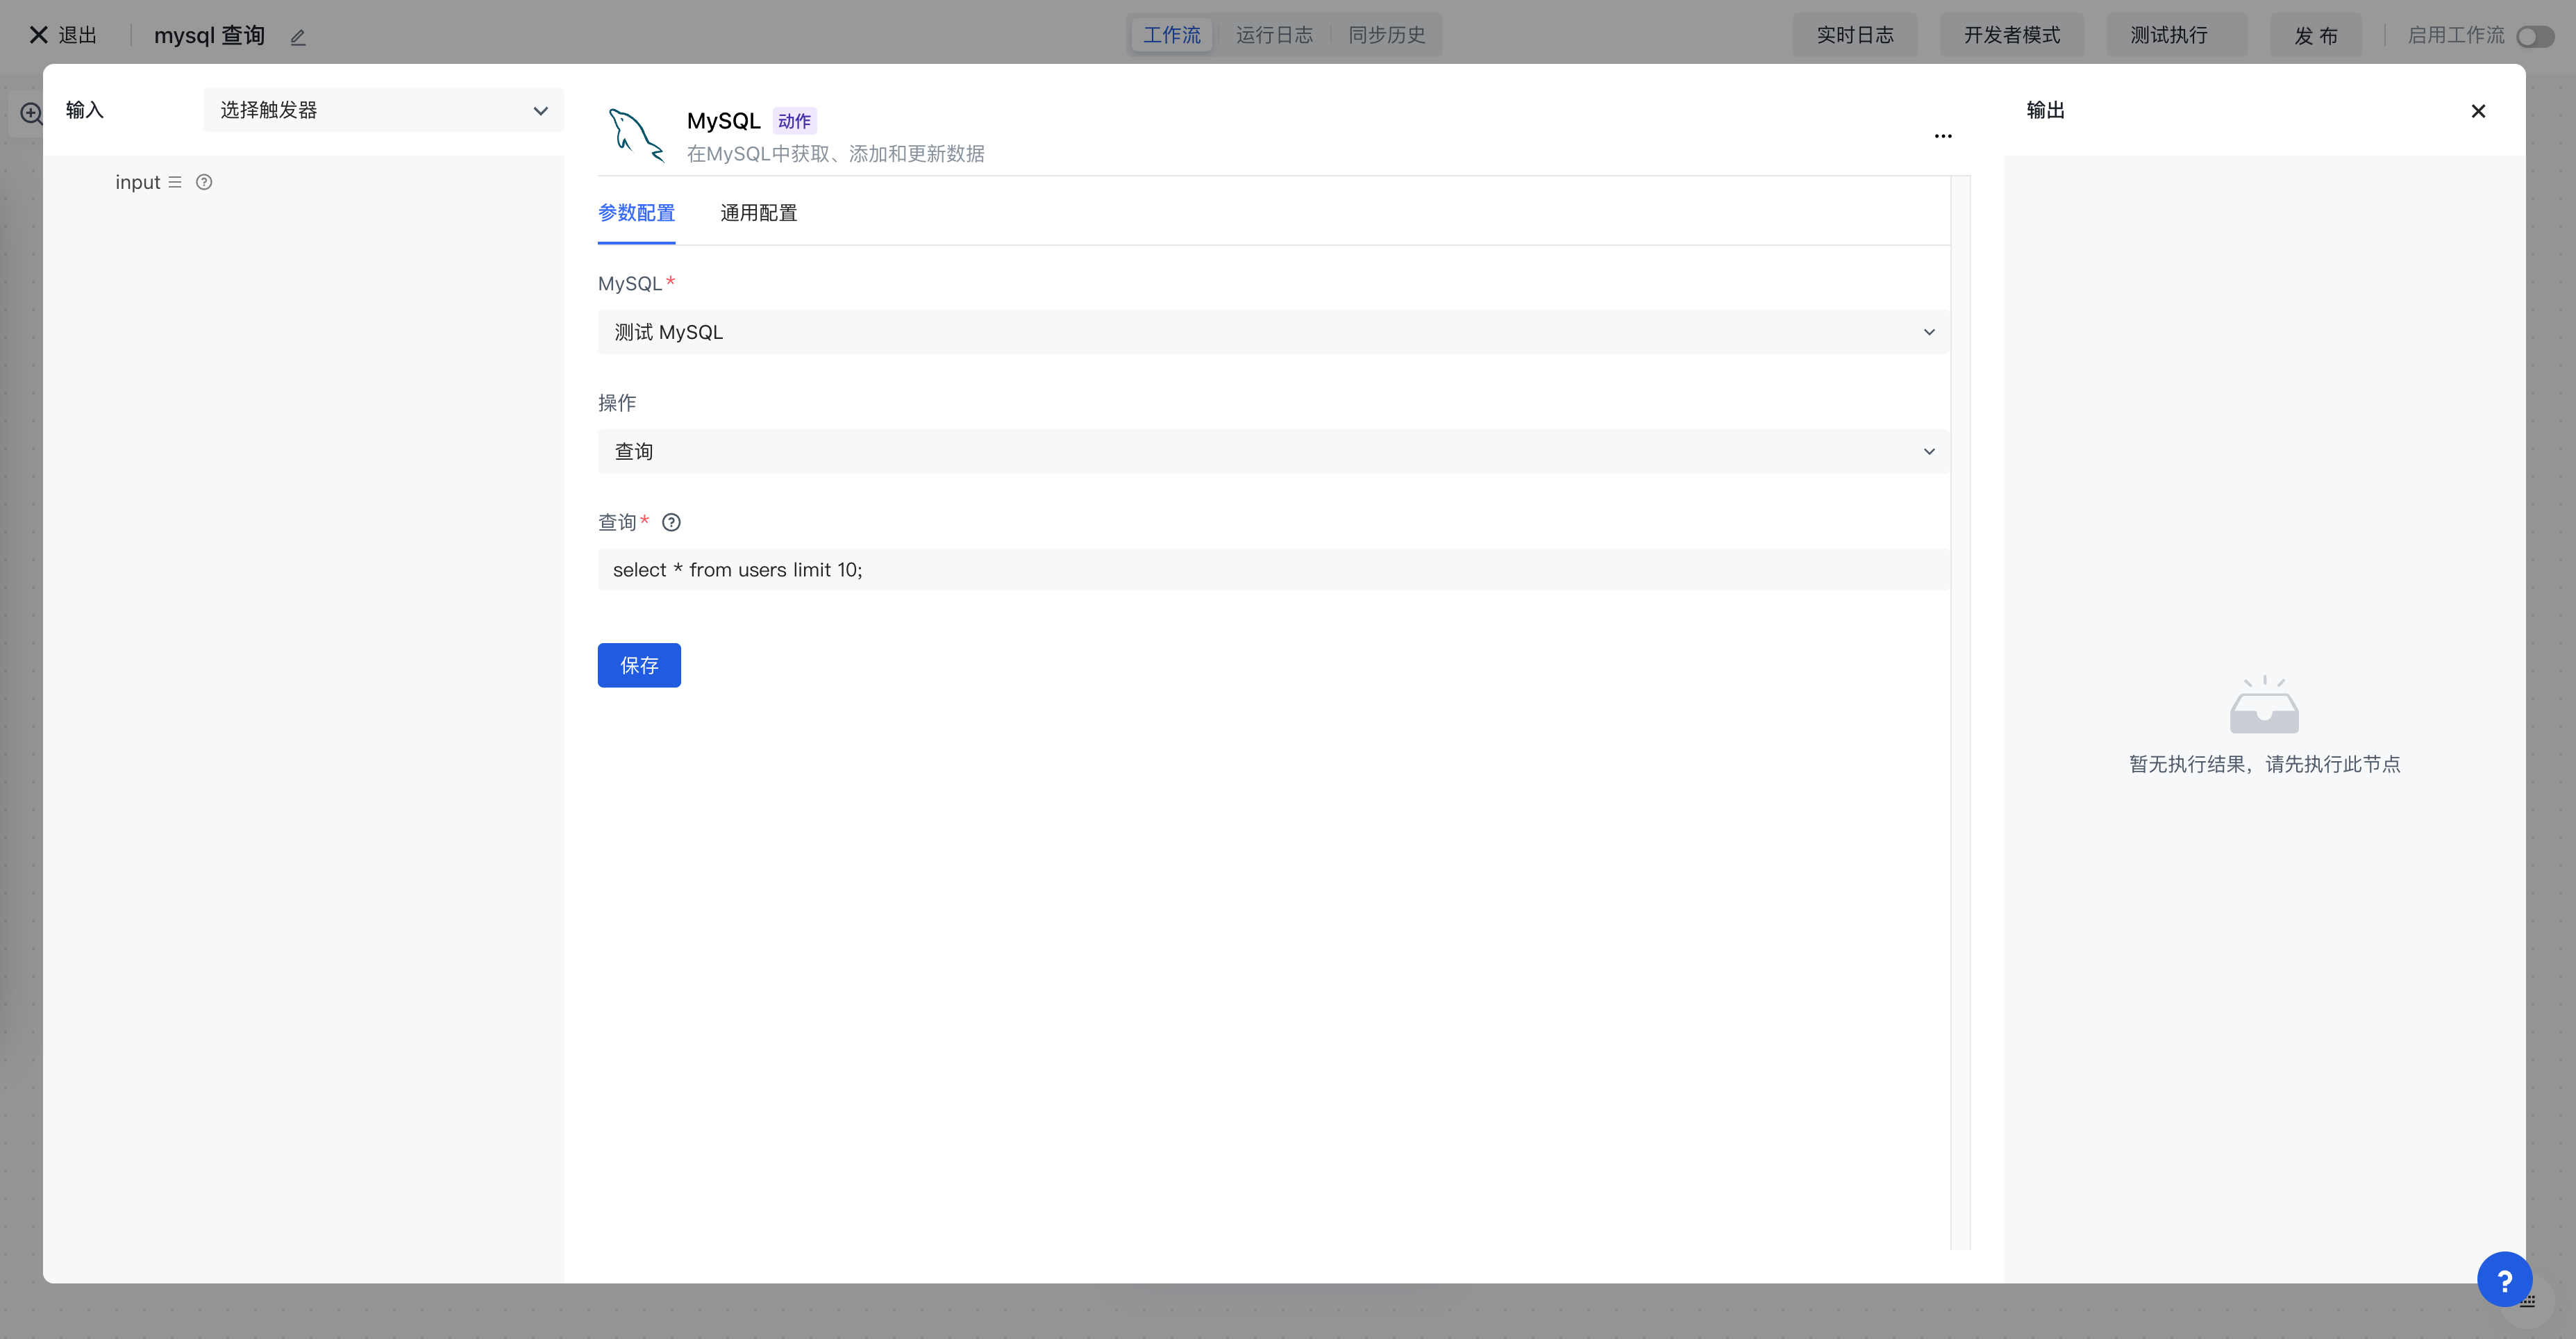 退出
mysql 查询
工作流
运行日志
同步历史
实时日志
开发者模式
测试执行
发 布
启用工作流
输入
选择触发器
input
MySQL 动作
在MySQL中获取、添加和更新数据
参数配置
通用配置
MySQL*
测试 MySQL
操作
查询
查询*
select * from users limit 10;
保存
输出
暂无执行结果，请先执行此节点